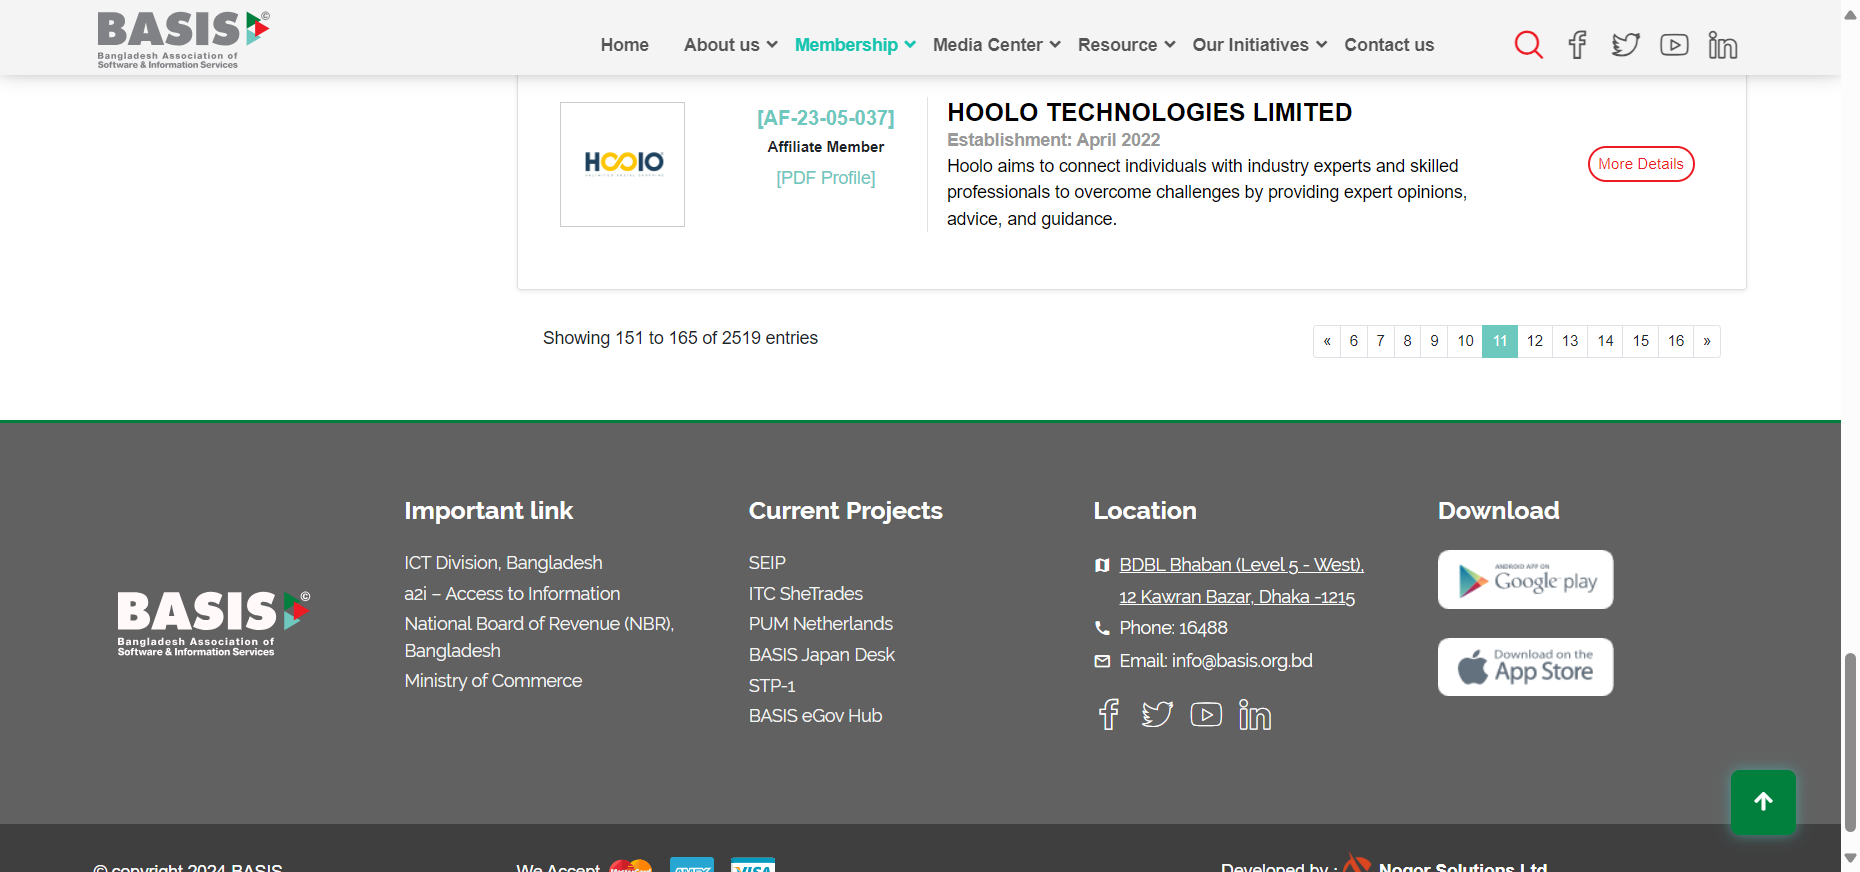 BASIS ©
Bangladesh Association of
Software & Information Services
Home About us Membership Media Center Resource Our Initiatives Contact us
HOOLO
[AF-23-05-037]
Affiliate Member
[PDF Profile]
HOOLO TECHNOLOGIES LIMITED
Establishment: April 2022
Hoolo aims to connect individuals with industry experts and skilled
professionals to overcome challenges by providing expert opinions,
advice, and guidance.
More Details
Showing 151 to 165 of 2519 entries
« 6 7 8 9 10 11 12 13 14 15 16 »
BASIS ©
Bangladesh Association of
Software & Information Services
Important link
ICT Division, Bangladesh
a2i – Access to Information
National Board of Revenue (NBR),
Bangladesh
Ministry of Commerce
Current Projects
SEIP
ITC SheTrades
PUM Netherlands
BASIS Japan Desk
STP-1
BASIS eGov Hub
Location
BDBL Bhaban (Level 5 - West),
12 Kawran Bazar, Dhaka -1215
Phone: 16488
Email: info@basis.org.bd
Download
ANDROID APP ON
Google play
Download on the
App Store
© copyright 2024 BASIS
We Accept MasterCard AMEX VISA
Developed by : Nogor Solutions Ltd